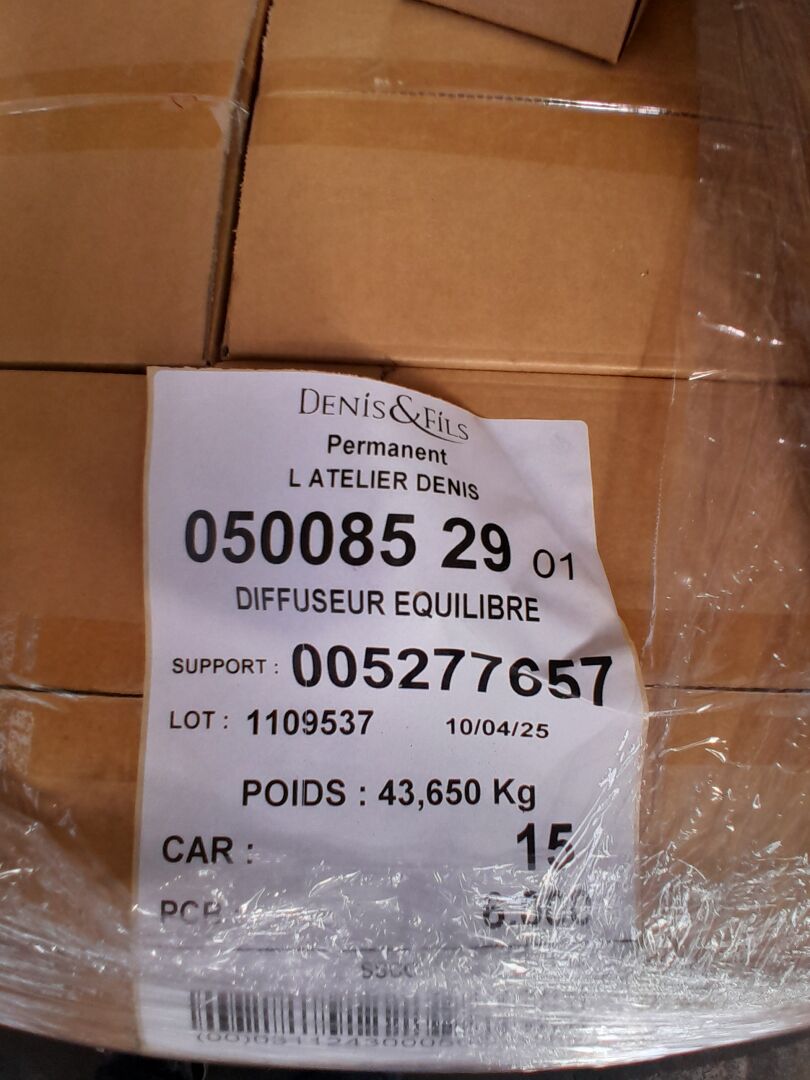 DENIS&FILS
Permanent
L ATELIER DENIS
050085 29 01
DIFFUSEUR EQUILIBRE
SUPPORT : 005277657
LOT : 1109537 10/04/25
POIDS : 43,650 Kg
CAR : 15
PCB